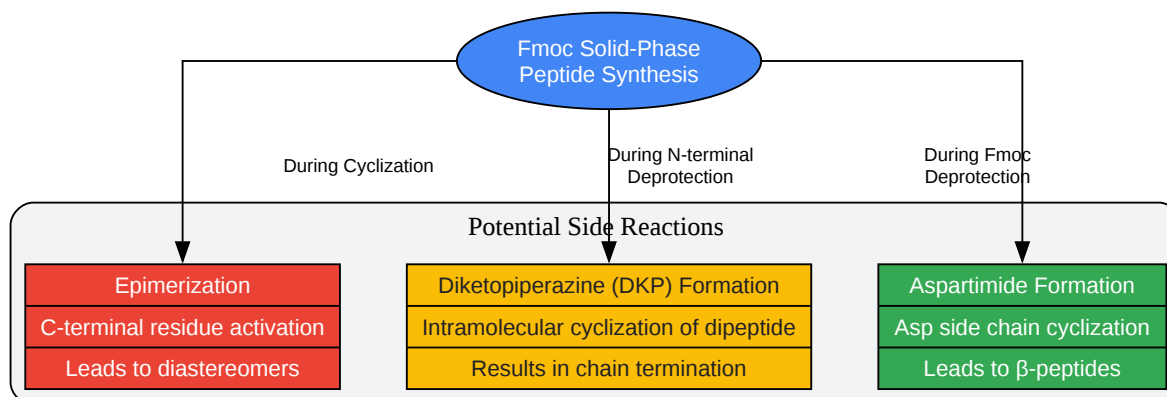 Fmoc Solid-Phase
Peptide Synthesis
During Cyclization
During N-terminal
Deprotection
During Fmoc
Deprotection
Potential Side Reactions
Epimerization
C-terminal residue activation
Leads to diastereomers
Diketopiperazine (DKP) Formation
Intramolecular cyclization of dipeptide
Results in chain termination
Aspartimide Formation
Asp side chain cyclization
Leads to β-peptides